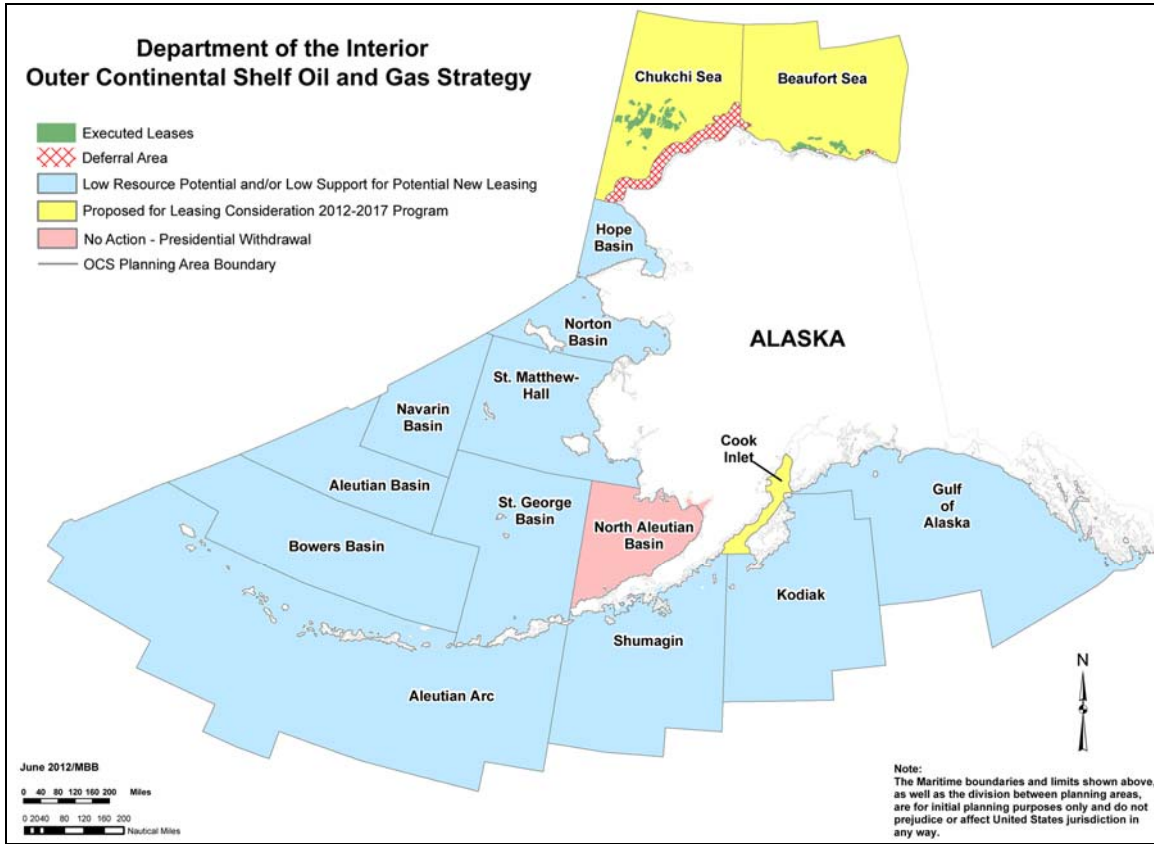 Department of the Interior
Outer Continental Shelf Oil and Gas Strategy
Executed Leases
Deferral Area
Low Resource Potential and/or Low Support for Potential New Leasing
Proposed for Leasing Consideration 2012-2017 Program
No Action - Presidential Withdrawal
OCS Planning Area Boundary
Chukchi Sea
Beaufort Sea
Hope
Basin
Norton
Basin
ALASKA
St. Matthew-
Hall
Navarin
Basin
Cook
Inlet
Aleutian Basin
St. George
Basin
Gulf
of
Alaska
North Aleutian
Basin
Bowers Basin
Kodiak
Shumagin
Aleutian Arc
N
June 2012/MBB
0 40 80 120 160 200 Miles
0 2040 80 120 160 200 Nautical Miles
Note:
The Maritime boundaries and limits shown above,
as well as the division between planning areas,
are for initial planning purposes only and do not
prejudice or affect United States jurisdiction in
any way.